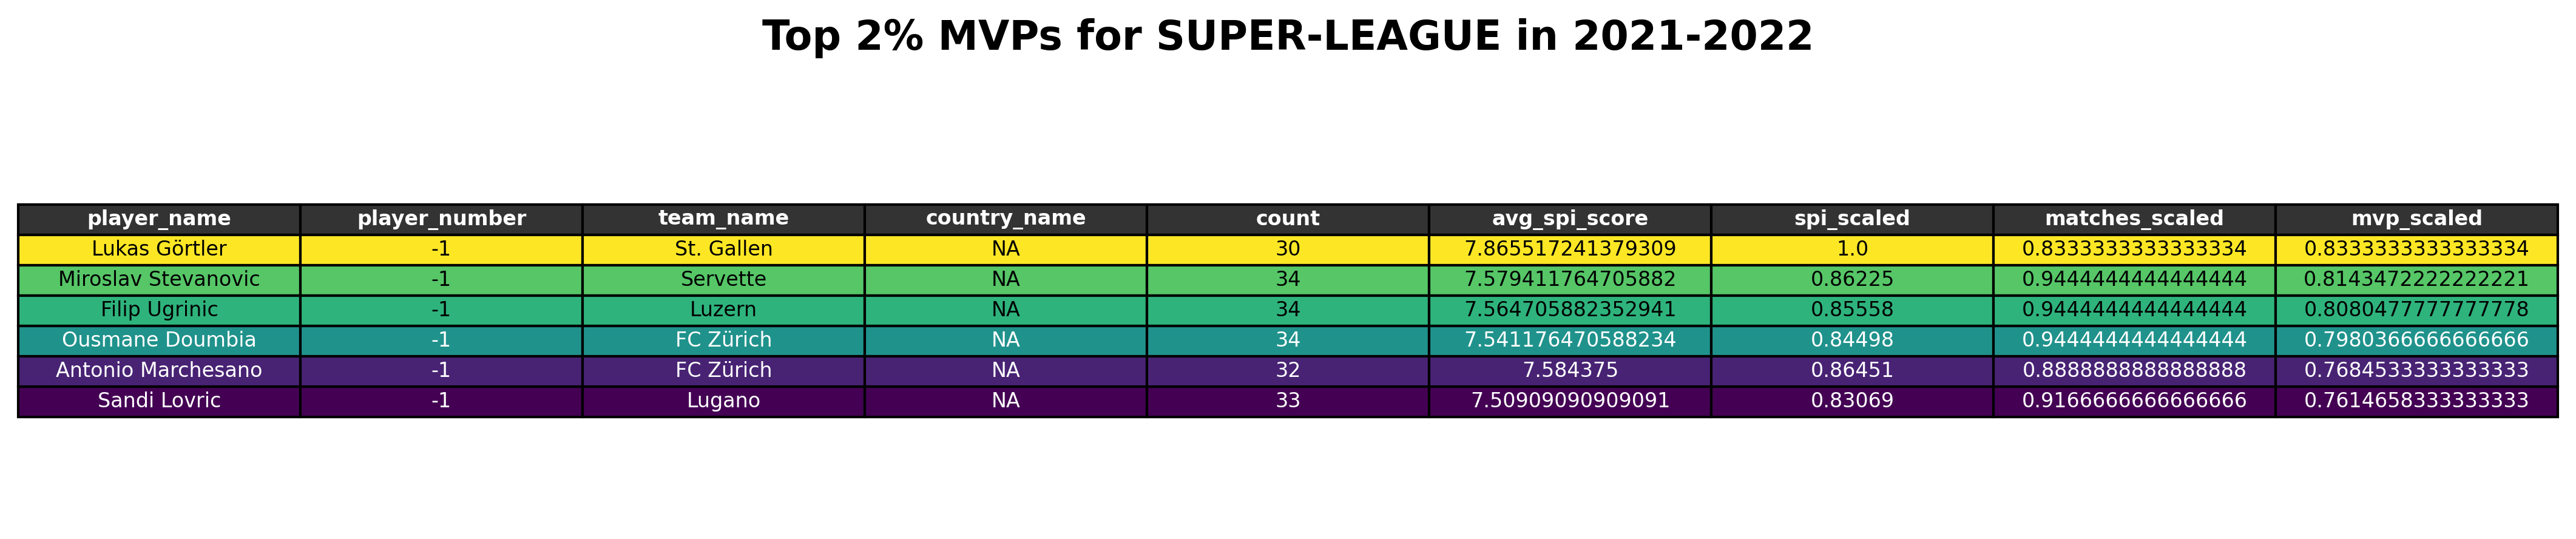 Top 2% MVPs for SUPER-LEAGUE in 2021-2022
player_name player_number team_name country_name count avg_spi_score spi_scaled matches_scaled mvp_scaled
Lukas Görtler -1 St. Gallen NA 30 7.865517241379309 1.0 0.8333333333333334 0.8333333333333334
Miroslav Stevanovic -1 Servette NA 34 7.579411764705882 0.86225 0.9444444444444444 0.8143472222222221
Filip Ugrinic -1 Luzern NA 34 7.564705882352941 0.85558 0.9444444444444444 0.8080477777777778
Ousmane Doumbia -1 FC Zürich NA 34 7.541176470588234 0.84498 0.9444444444444444 0.7980366666666666
Antonio Marchesano -1 FC Zürich NA 32 7.584375 0.86451 0.8888888888888888 0.7684533333333333
Sandi Lovric -1 Lugano NA 33 7.50909090909091 0.83069 0.9166666666666666 0.7614658333333333